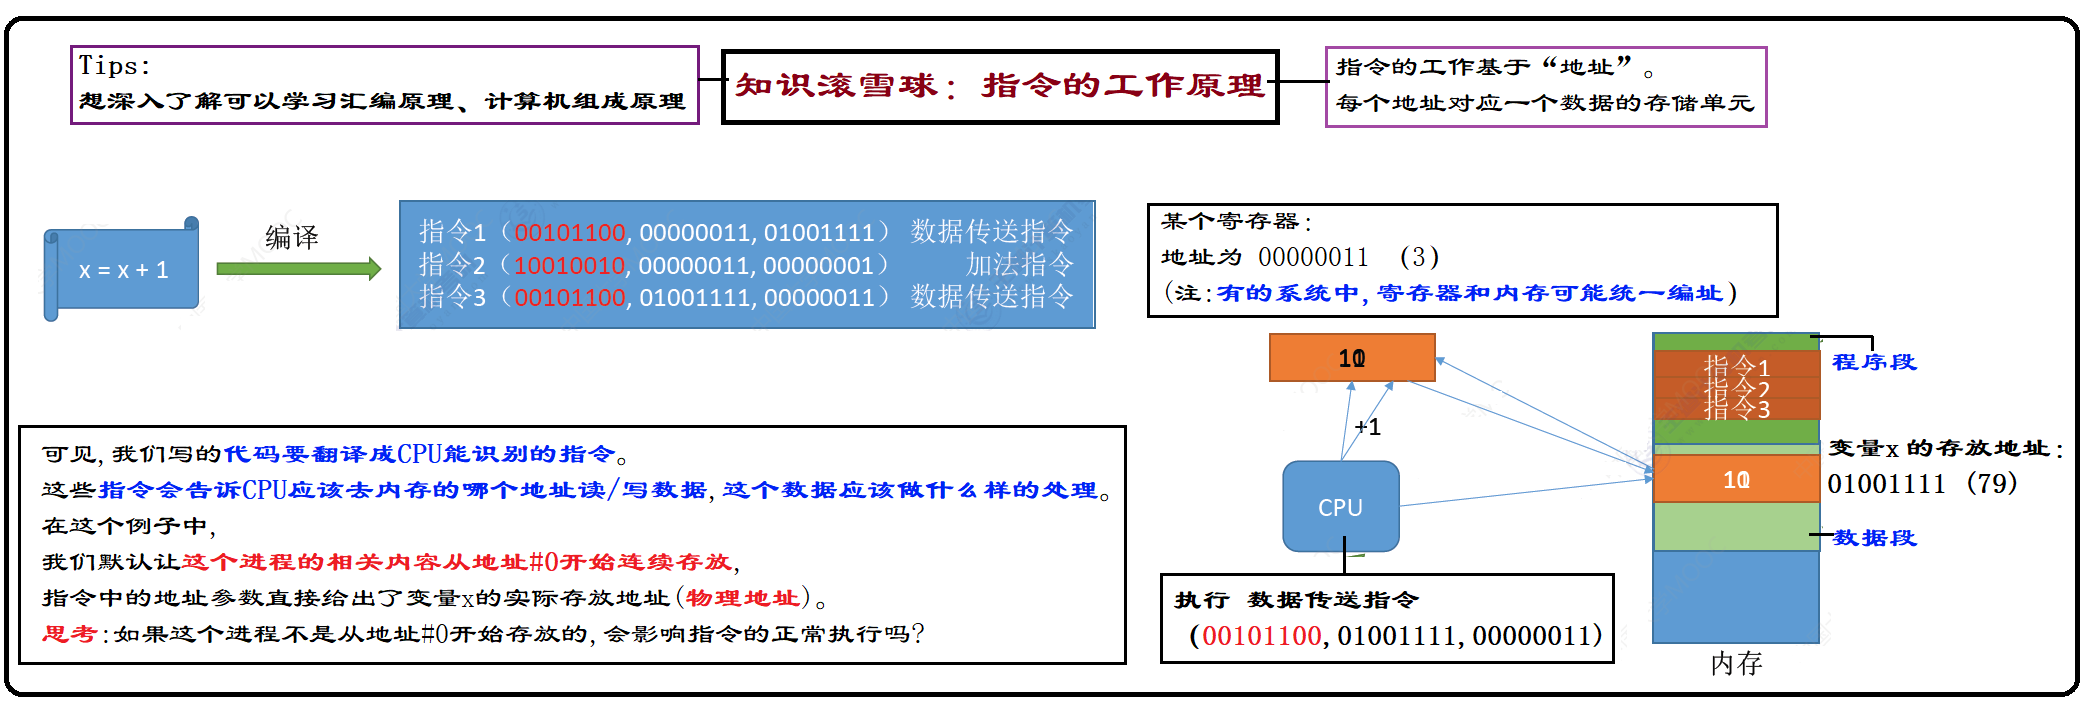 Tips:
想深入了解可以学习汇编原理、计算机组成原理
知识滚雪球：指令的工作原理
指令的工作基于“地址”。
每个地址对应一个数据的存储单元
x = x + 1
编译
指令1（00101100, 00000011, 01001111） 数据传送指令
指令2（10010010, 00000011, 00000001） 加法指令
指令3（00101100, 01001111, 00000011） 数据传送指令
某个寄存器:
地址为 00000011 (3)
(注:有的系统中,寄存器和内存可能统一编址)
+1
CPU
指令1
指令2
指令3
程序段
变量x 的存放地址:
01001111 (79)
数据段
内存
执行 数据传送指令
(00101100,01001111,00000011)
可见,我们写的代码要翻译成CPU能识别的指令。
这些指令会告诉CPU应该去内存的哪个地址读/写数据,这个数据应该做什么样的处理。
在这个例子中,
我们默认让这个进程的相关内容从地址#0开始连续存放,
指令中的地址参数直接给出了变量x的实际存放地址(物理地址)。
思考:如果这个进程不是从地址#0开始存放的,会影响指令的正常执行吗?